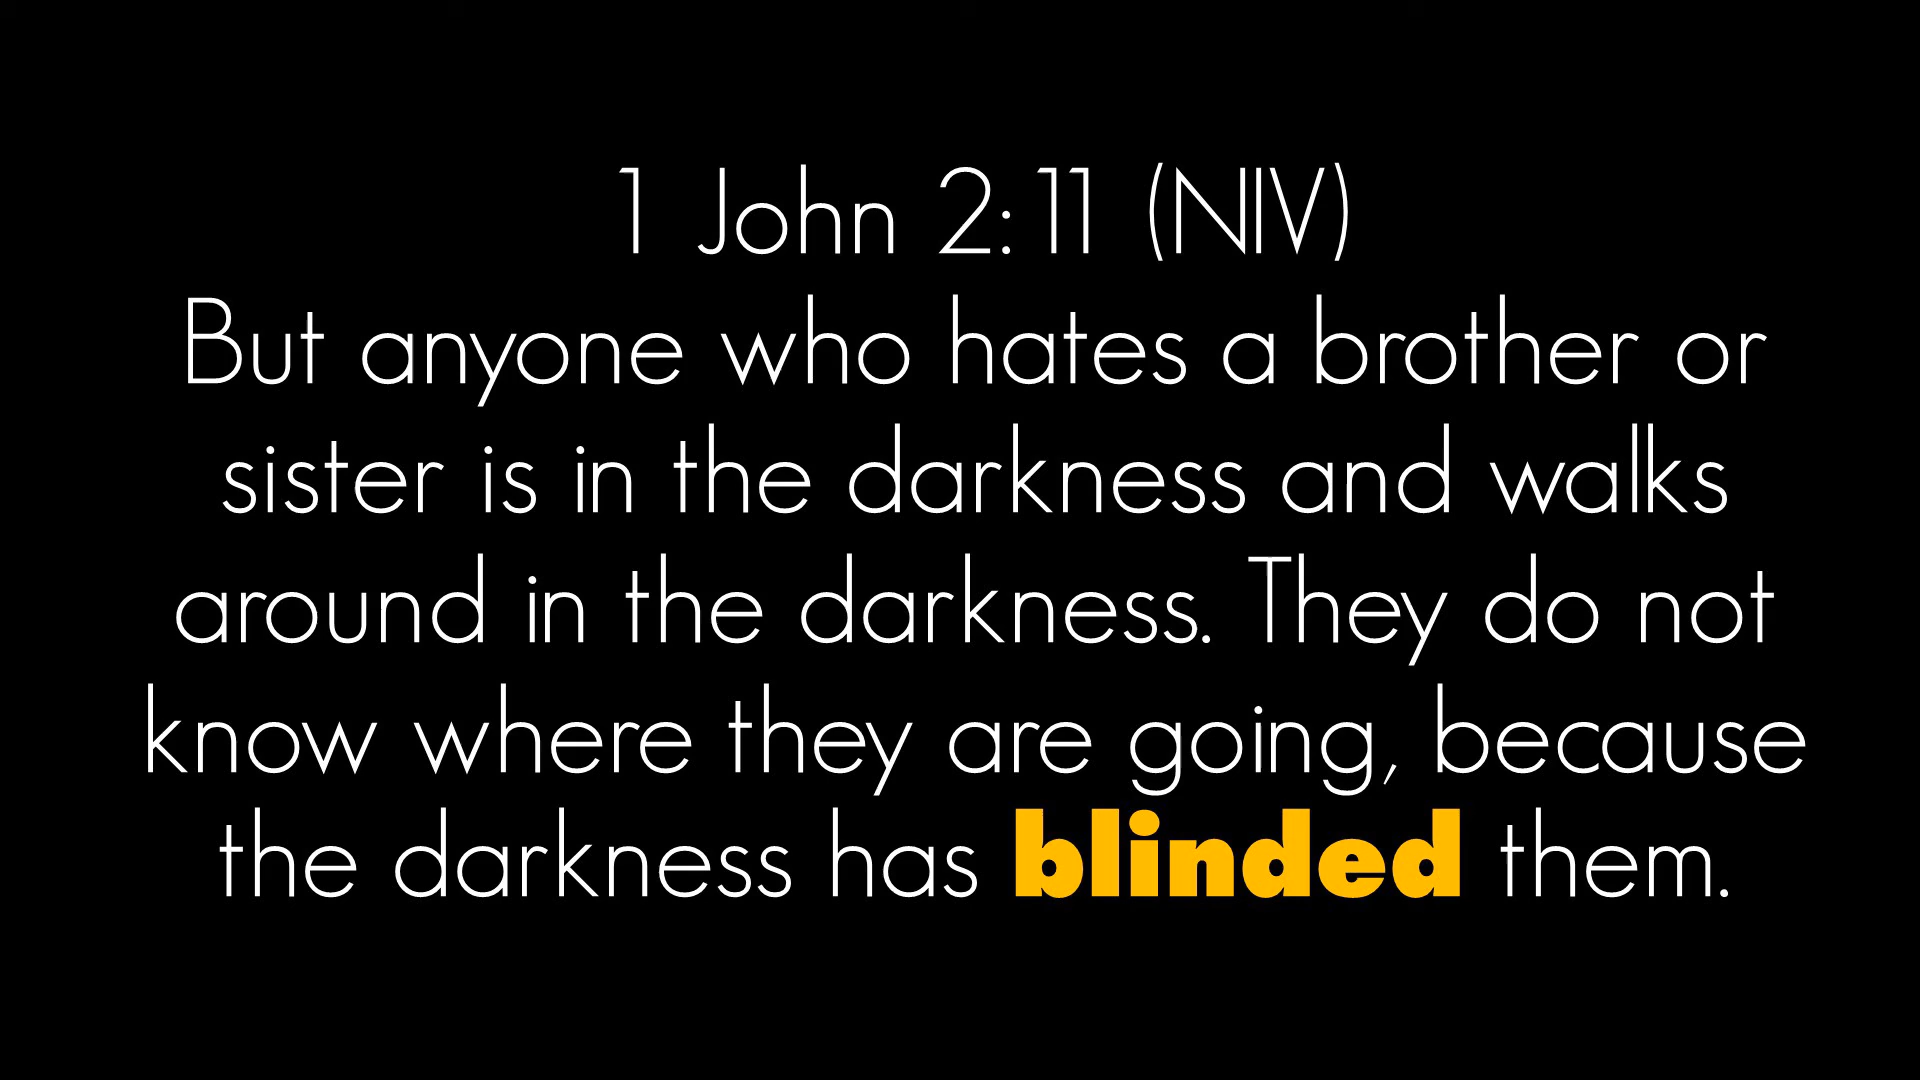 1 John 2:11 (NIV)
But anyone who hates a brother or
sister is in the darkness and walks
around in the darkness. They do not
know where they are going, because
the darkness has blinded them.